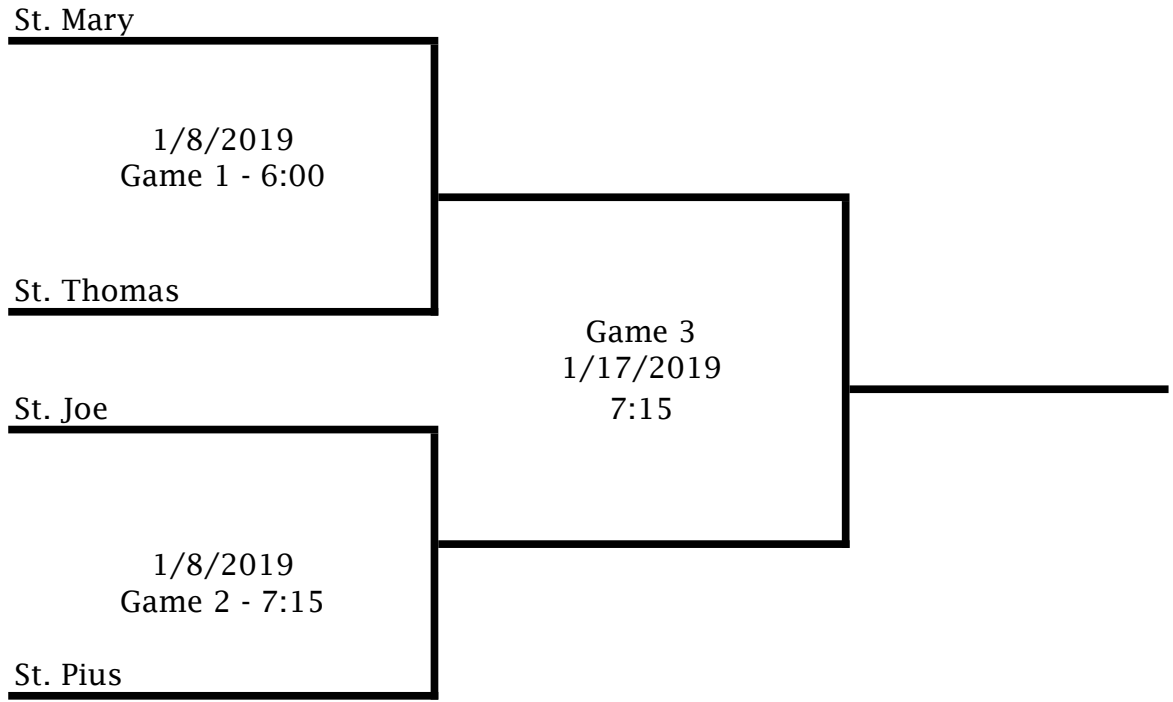 St. Mary
1/8/2019
Game 1 - 6:00
St. Thomas
Game 3
1/17/2019
7:15
St. Joe
1/8/2019
Game 2 - 7:15
St. Pius